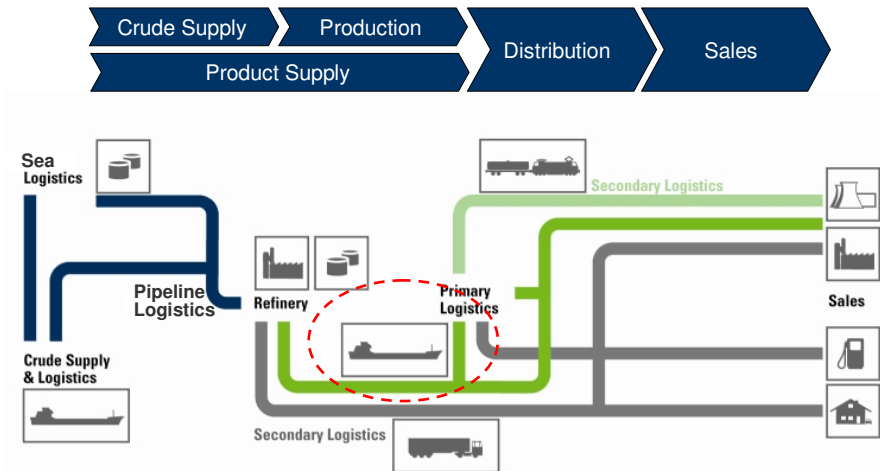 Crude Supply
Production
Distribution
Sales
Product Supply
Sea
Logistics
Secondary Logistics
Pipeline
Logistics
Refinery
Primary
Logistics
Sales
Crude Supply
& Logistics
Secondary Logistics